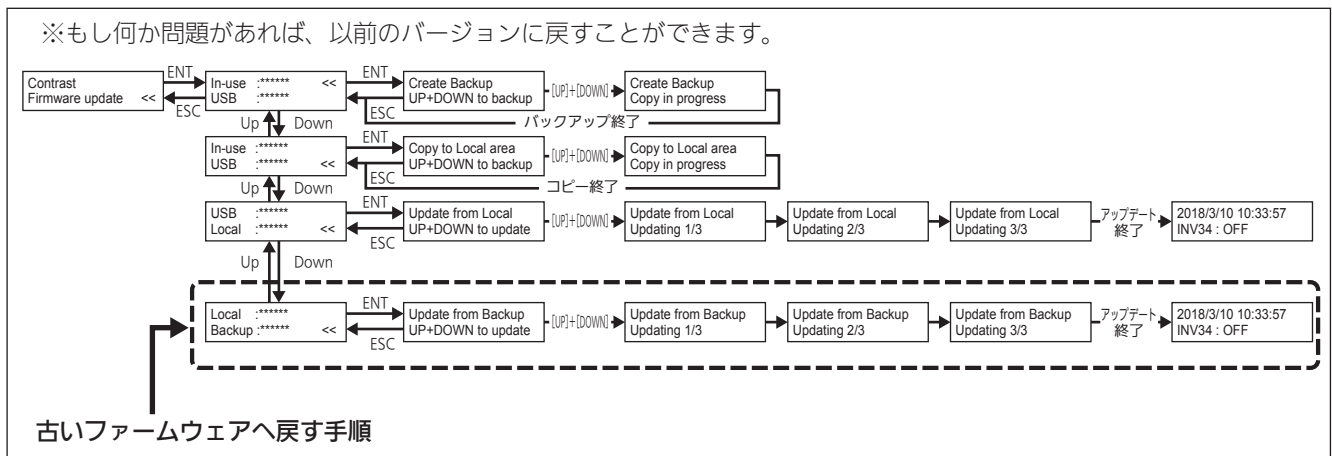 ※もし何か問題があれば、以前のバージョンに戻すことができます。
Contrast
Firmware update <<
ENT
ESC
In-use :****** <<
USB :******
ENT
Create Backup
UP+DOWN to backup
[UP]+[DOWN]
Create Backup
Copy in progress
バックアップ終了
Up Down
ENT
In-use :******
USB :****** <<
Copy to Local area
UP+DOWN to backup
[UP]+[DOWN]
Copy to Local area
Copy in progress
ESC
コピー終了
Up Down
ENT
USB :******
Local :****** <<
ESC
Update from Local
UP+DOWN to update
[UP]+[DOWN]
Update from Local
Updating 1/3
Update from Local
Updating 2/3
Update from Local
Updating 3/3
アップデート
終了
2018/3/10 10:33:57
INV34 : OFF
Up Down
Local :******
Backup :****** <<
ENT
ESC
Update from Backup
UP+DOWN to update
[UP]+[DOWN]
Update from Backup
Updating 1/3
Update from Backup
Updating 2/3
Update from Backup
Updating 3/3
アップデート
終了
2018/3/10 10:33:57
INV34 : OFF
古いファームウェアへ戻す手順